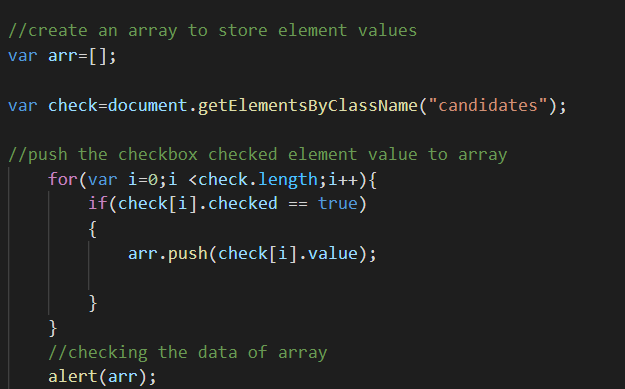 //create an array to store element values
var arr=[];
var check=document.getElementsByClassName("candidates");
//push the checkbox checked element value to array
for(var i=0;i <check.length;i++){
if(check[i].checked == true)
{
arr.push(check[i].value);
}
}
//checking the data of array
alert(arr);